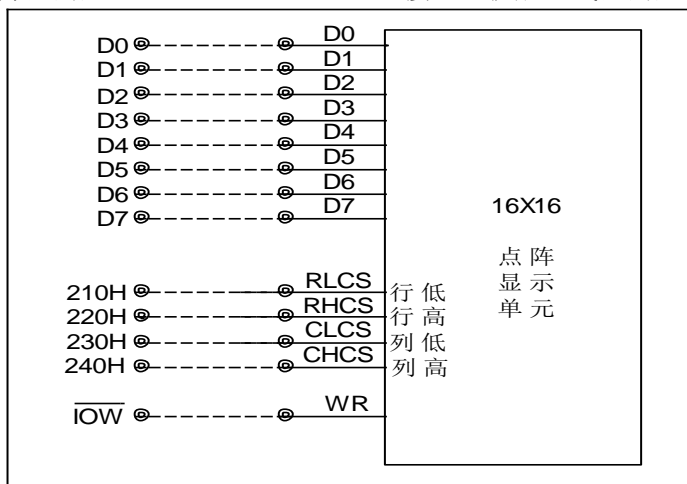 D0 D0
D1 D1
D2 D2
D3 D3
D4 D4
D5 D5
D6 D6
D7 D7
16X16
点阵
显示
单元
210H RLCS 行低
220H RHCS 行高
230H CLCS 列低
240H CHCS 列高
IOW WR